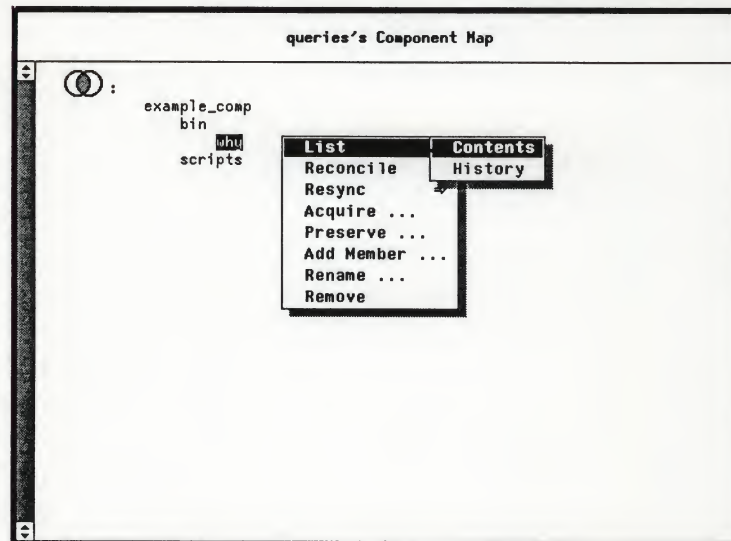 queries's Component Map
:
example_comp
bin
why
scripts
List
Reconcile
Resync
Acquire ...
Preserve ...
Add Member ...
Rename ...
Remove
Contents
History